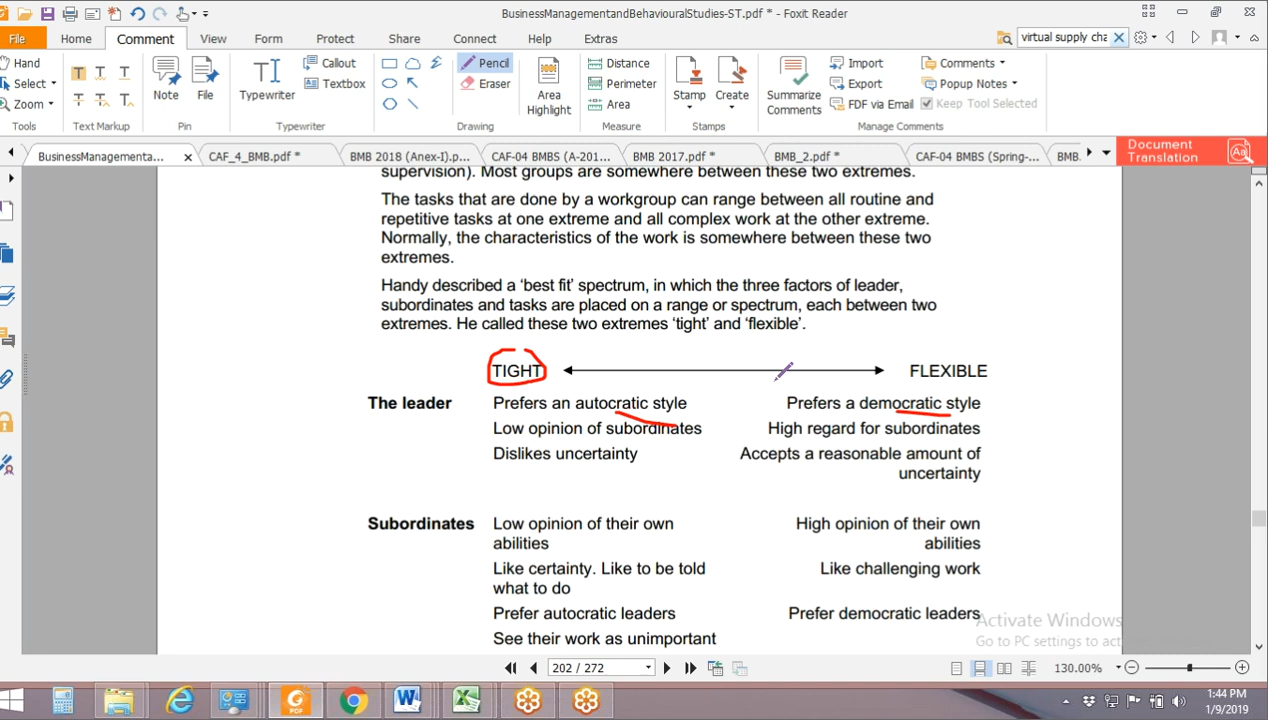 BusinessManagementandBehaviouralStudies-ST.pdf * - Foxit Reader
File Home Comment View Form Protect Share Connect Help Extras virtual supply cha
Hand
Select
Zoom
Tools
Text Markup
Note
File
Pin
Typewriter
Callout
Textbox
Typewriter
Pencil
Eraser
Area Highlight
Drawing
Distance
Perimeter
Area
Measure
Stamp
Create
Stamps
Summarize Comments
Import
Export
FDF via Email
Comments
Popup Notes
Keep Tool Selected
Manage Comments
BusinessManagementa... CAF_4_BMB.pdf * BMB 2018 (Anex-I).p... CAF-04 BMBS (A-201... BMB 2017.pdf * BMB_2.pdf * CAF-04 BMBS (Spring-... BMB.
Document Translation
supervision). Most groups are somewhere between these two extremes.
The tasks that are done by a workgroup can range between all routine and
repetitive tasks at one extreme and all complex work at the other extreme.
Normally, the characteristics of the work is somewhere between these two
extremes.
Handy described a ‘best fit’ spectrum, in which the three factors of leader,
subordinates and tasks are placed on a range or spectrum, each between two
extremes. He called these two extremes ‘tight’ and ‘flexible’.
TIGHT FLEXIBLE
The leader Prefers an autocratic style Prefers a democratic style
Low opinion of subordinates High regard for subordinates
Dislikes uncertainty Accepts a reasonable amount of
uncertainty
Subordinates Low opinion of their own High opinion of their own
abilities abilities
Like certainty. Like to be told Like challenging work
what to do
Prefer autocratic leaders Prefer democratic leaders
See their work as unimportant
Activate Windows
Go to PC settings to act
202 / 272
130.00%
1:44 PM
1/9/2019